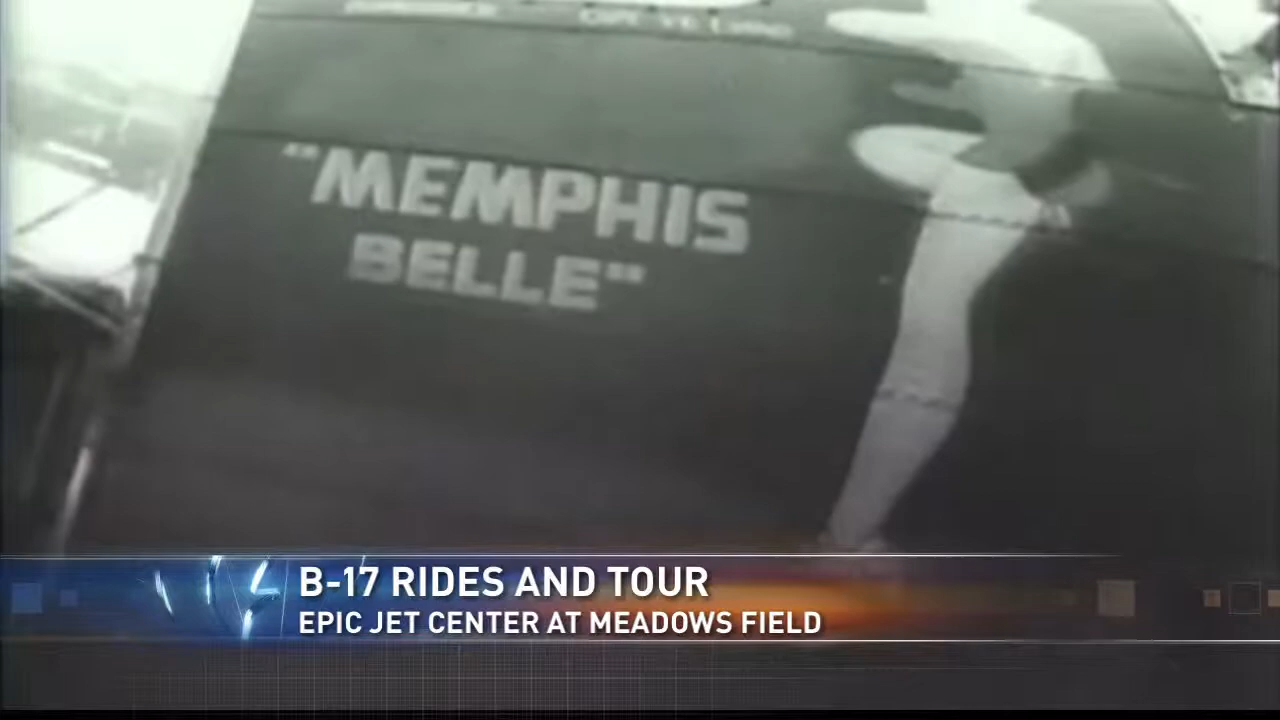 "MEMPHIS
BELLE"
B-17 RIDES AND TOUR
EPIC JET CENTER AT MEADOWS FIELD